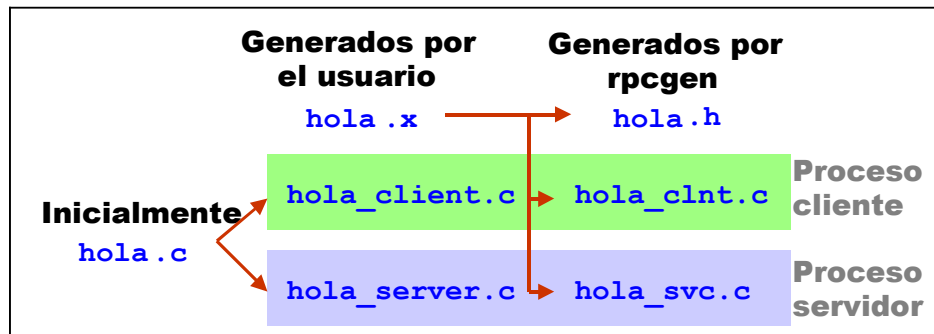 Generados por
el usuario
Generados por
rpcgen
hola.x
hola.h
hola_client.c
hola_clnt.c
Proceso
cliente
Inicialmente
hola.c
hola_server.c
hola_svc.c
Proceso
servidor